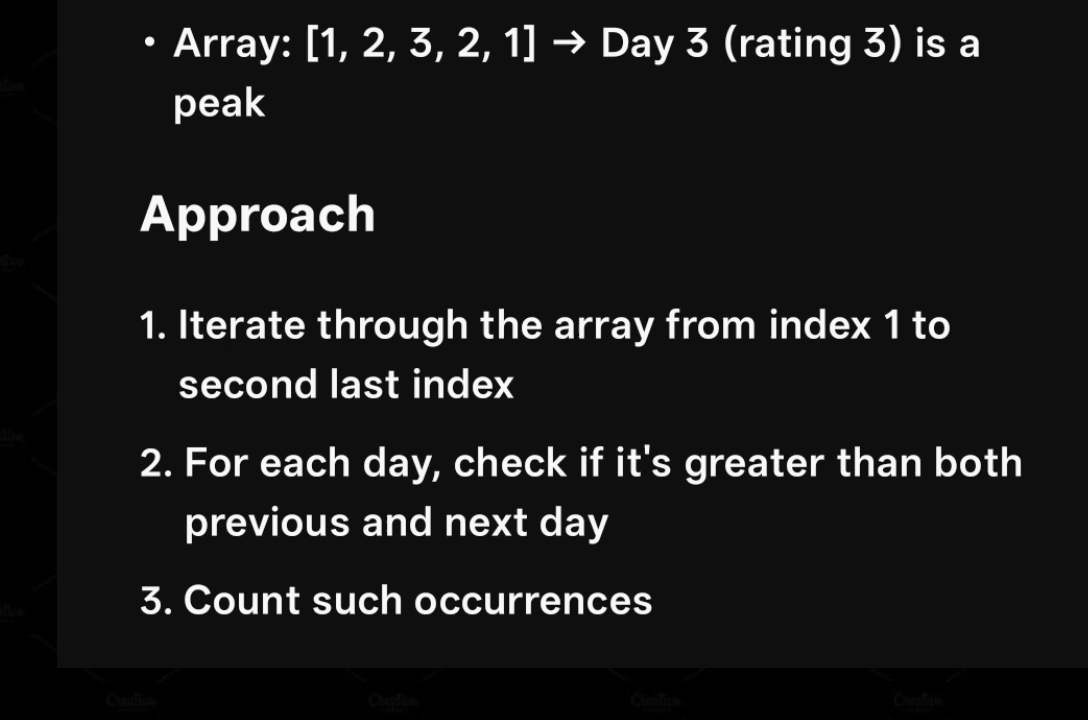 • Array: [1, 2, 3, 2, 1] → Day 3 (rating 3) is a
peak
Approach
1. Iterate through the array from index 1 to
second last index
2. For each day, check if it's greater than both
previous and next day
3. Count such occurrences